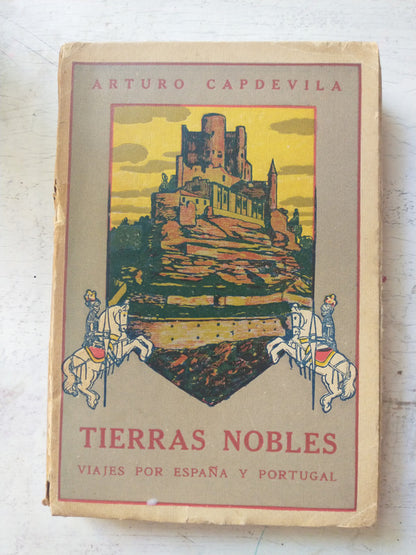 ARTURO CAPDEVILA
TIERRAS NOBLES
VIAJES POR ESPAÑA Y PORTUGAL